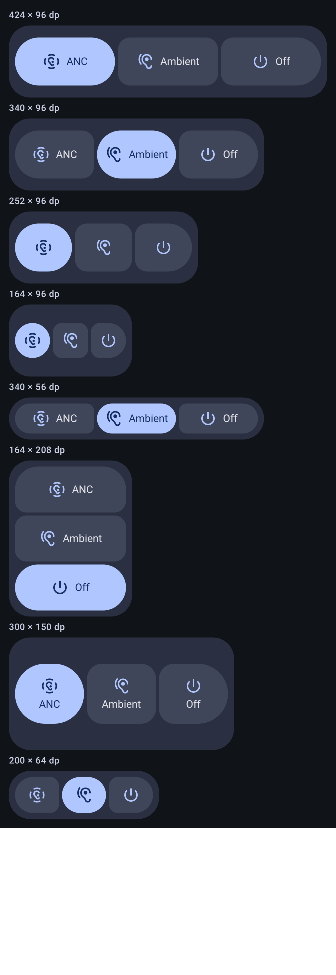 424 × 96 dp
ANC Ambient Off
340 × 96 dp
ANC Ambient Off
252 × 96 dp
164 × 96 dp
340 × 56 dp
ANC Ambient Off
164 × 208 dp
ANC
Ambient
Off
300 × 150 dp
ANC Ambient Off
200 × 64 dp